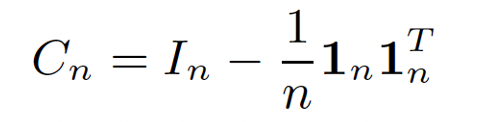 $C_n = I_n - \frac{1}{n} \mathbf{1}_n \mathbf{1}_n^T$